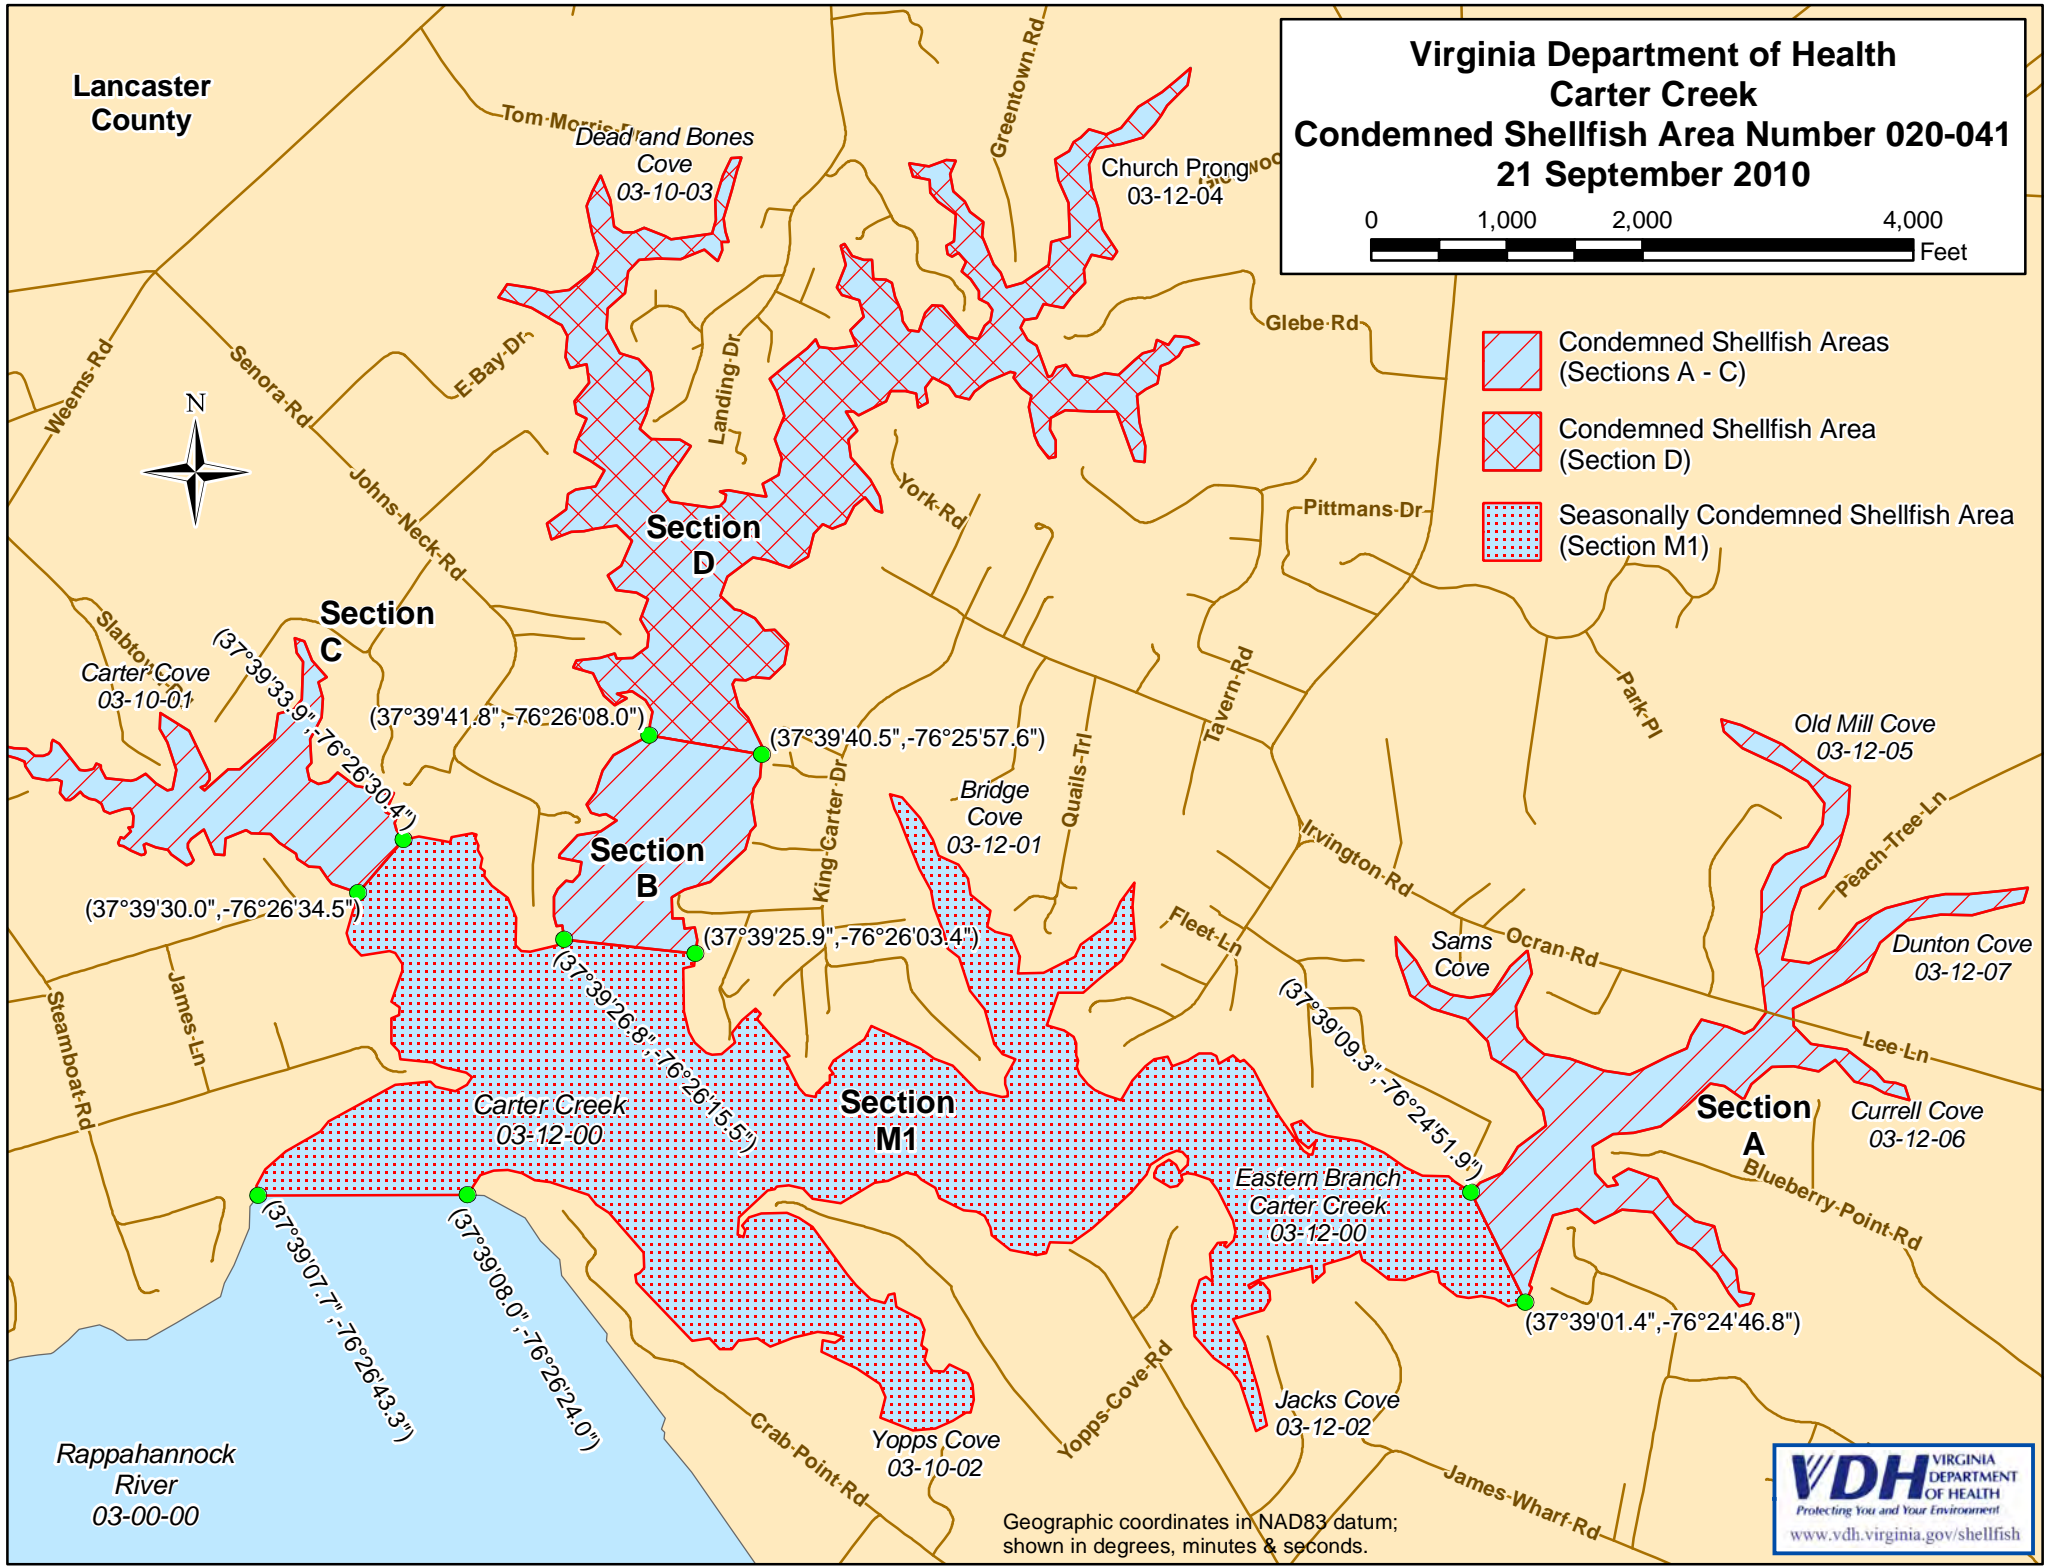 Virginia Department of Health
Carter Creek
Condemned Shellfish Area Number 020-041
21 September 2010
0 1,000 2,000 4,000
Feet
Condemned Shellfish Areas
(Sections A - C)
Condemned Shellfish Area
(Section D)
Seasonally Condemned Shellfish Area
(Section M1)
Lancaster
County
Tom Morris Dr
Dead and Bones
Cove
03-10-03
Greentown Rd
Church Prong
03-12-04
Glebe Rd
Weems Rd
N
Senora Rd
E Bay Dr
Landing Dr
Johns Neck Rd
York Rd
Pittmans Dr
Section
D
Section
C
Carter Cove
03-10-01
(37°39'33.9",-76°26'30.4")
(37°39'41.8",-76°26'08.0")
(37°39'40.5",-76°25'57.6")
Tavern Rd
Park Pl
Old Mill Cove
03-12-05
Bridge
Cove
03-12-01
Quails Trl
King Carter Dr
Section
B
Irvington Rd
Peach Tree Ln
(37°39'30.0",-76°26'34.5")
(37°39'25.9",-76°26'03.4")
(37°39'26.8",-76°26'15.5")
Fleet Ln
Sams
Cove
Ocran Rd
Dunton Cove
03-12-07
Steamboat Rd
James Ln
(37°39'09.3",-76°24'51.9")
Lee Ln
Carter Creek
03-12-00
Section
M1
Section
A
Currell Cove
03-12-06
Eastern Branch
Carter Creek
03-12-00
Blueberry Point Rd
(37°39'07.7",-76°26'43.3")
(37°39'08.0",-76°26'24.0")
(37°39'01.4",-76°24'46.8")
Yopps Cove Rd
Jacks Cove
03-12-02
Crab Point Rd
Yopps Cove
03-10-02
James Wharf Rd
Rappahannock
River
03-00-00
Geographic coordinates in NAD83 datum;
shown in degrees, minutes & seconds.
VDH VIRGINIA
DEPARTMENT
OF HEALTH
Protecting You and Your Environment
www.vdh.virginia.gov/shellfish